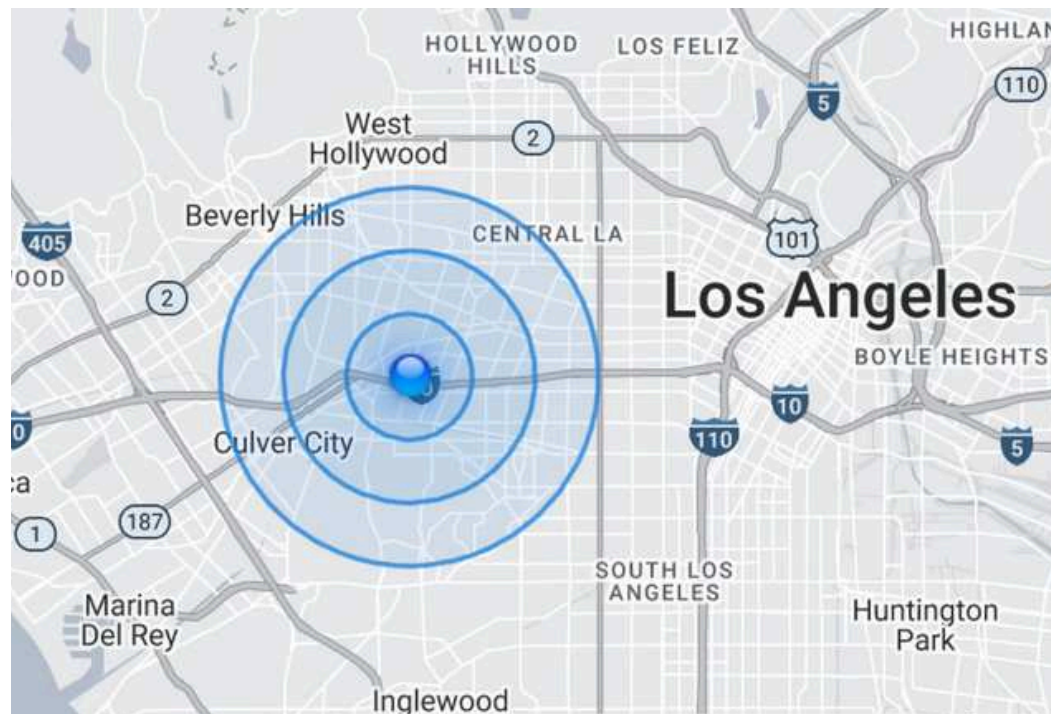 HOLLYWOOD
HILLS
LOS FELIZ
HIGHLAN
110
5
West
Hollywood
2
Beverly Hills
CENTRAL LA
101
405
OOD
2
Los Angeles
BOYLE HEIGHTS
10
0
Culver City
110
5
ca
187
1
SOUTH LOS
ANGELES
Marina
Del Rey
Huntington
Park
Inglewood